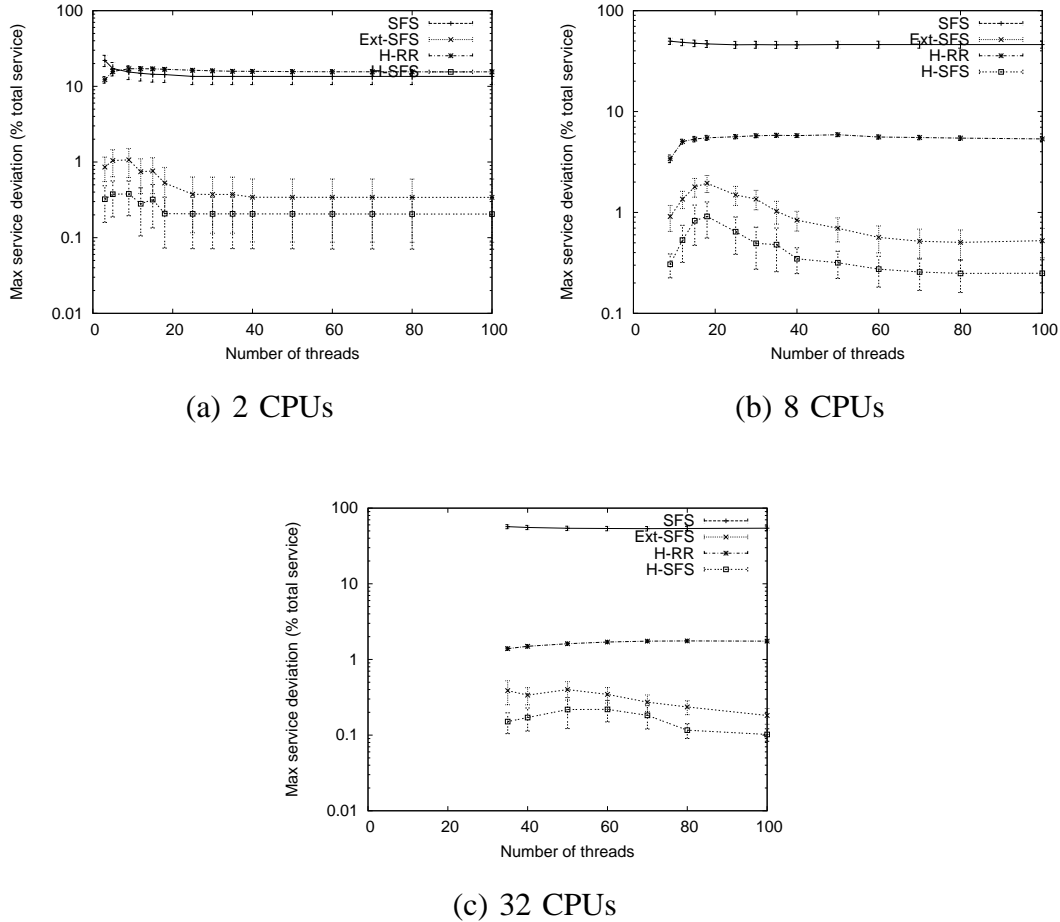 100
10
1
0.1
0.01
0 20 40 60 80 100
Max service deviation (% total service)
Number of threads
SFS
Ext-SFS
H-RR
H-SFS
(a) 2 CPUs
100
10
1
0.1
0 20 40 60 80 100
Max service deviation (% total service)
Number of threads
SFS
Ext-SFS
H-RR
H-SFS
(b) 8 CPUs
100
10
1
0.1
0.01
0 20 40 60 80 100
Max service deviation (% total service)
Number of threads
SFS
Ext-SFS
H-RR
H-SFS
(c) 32 CPUs